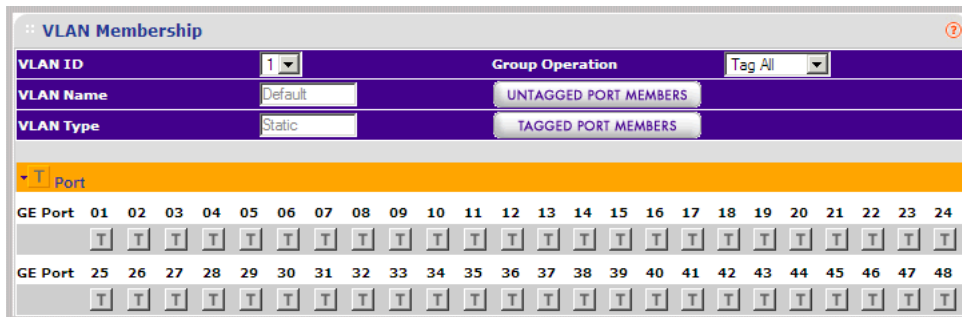 VLAN Membership ?
VLAN ID 1 Group Operation Tag All
VLAN Name Default UNTAGGED PORT MEMBERS
VLAN Type Static TAGGED PORT MEMBERS
T Port
GE Port 01 02 03 04 05 06 07 08 09 10 11 12 13 14 15 16 17 18 19 20 21 22 23 24
T T T T T T T T T T T T T T T T T T T T T T T T
GE Port 25 26 27 28 29 30 31 32 33 34 35 36 37 38 39 40 41 42 43 44 45 46 47 48
T T T T T T T T T T T T T T T T T T T T T T T T